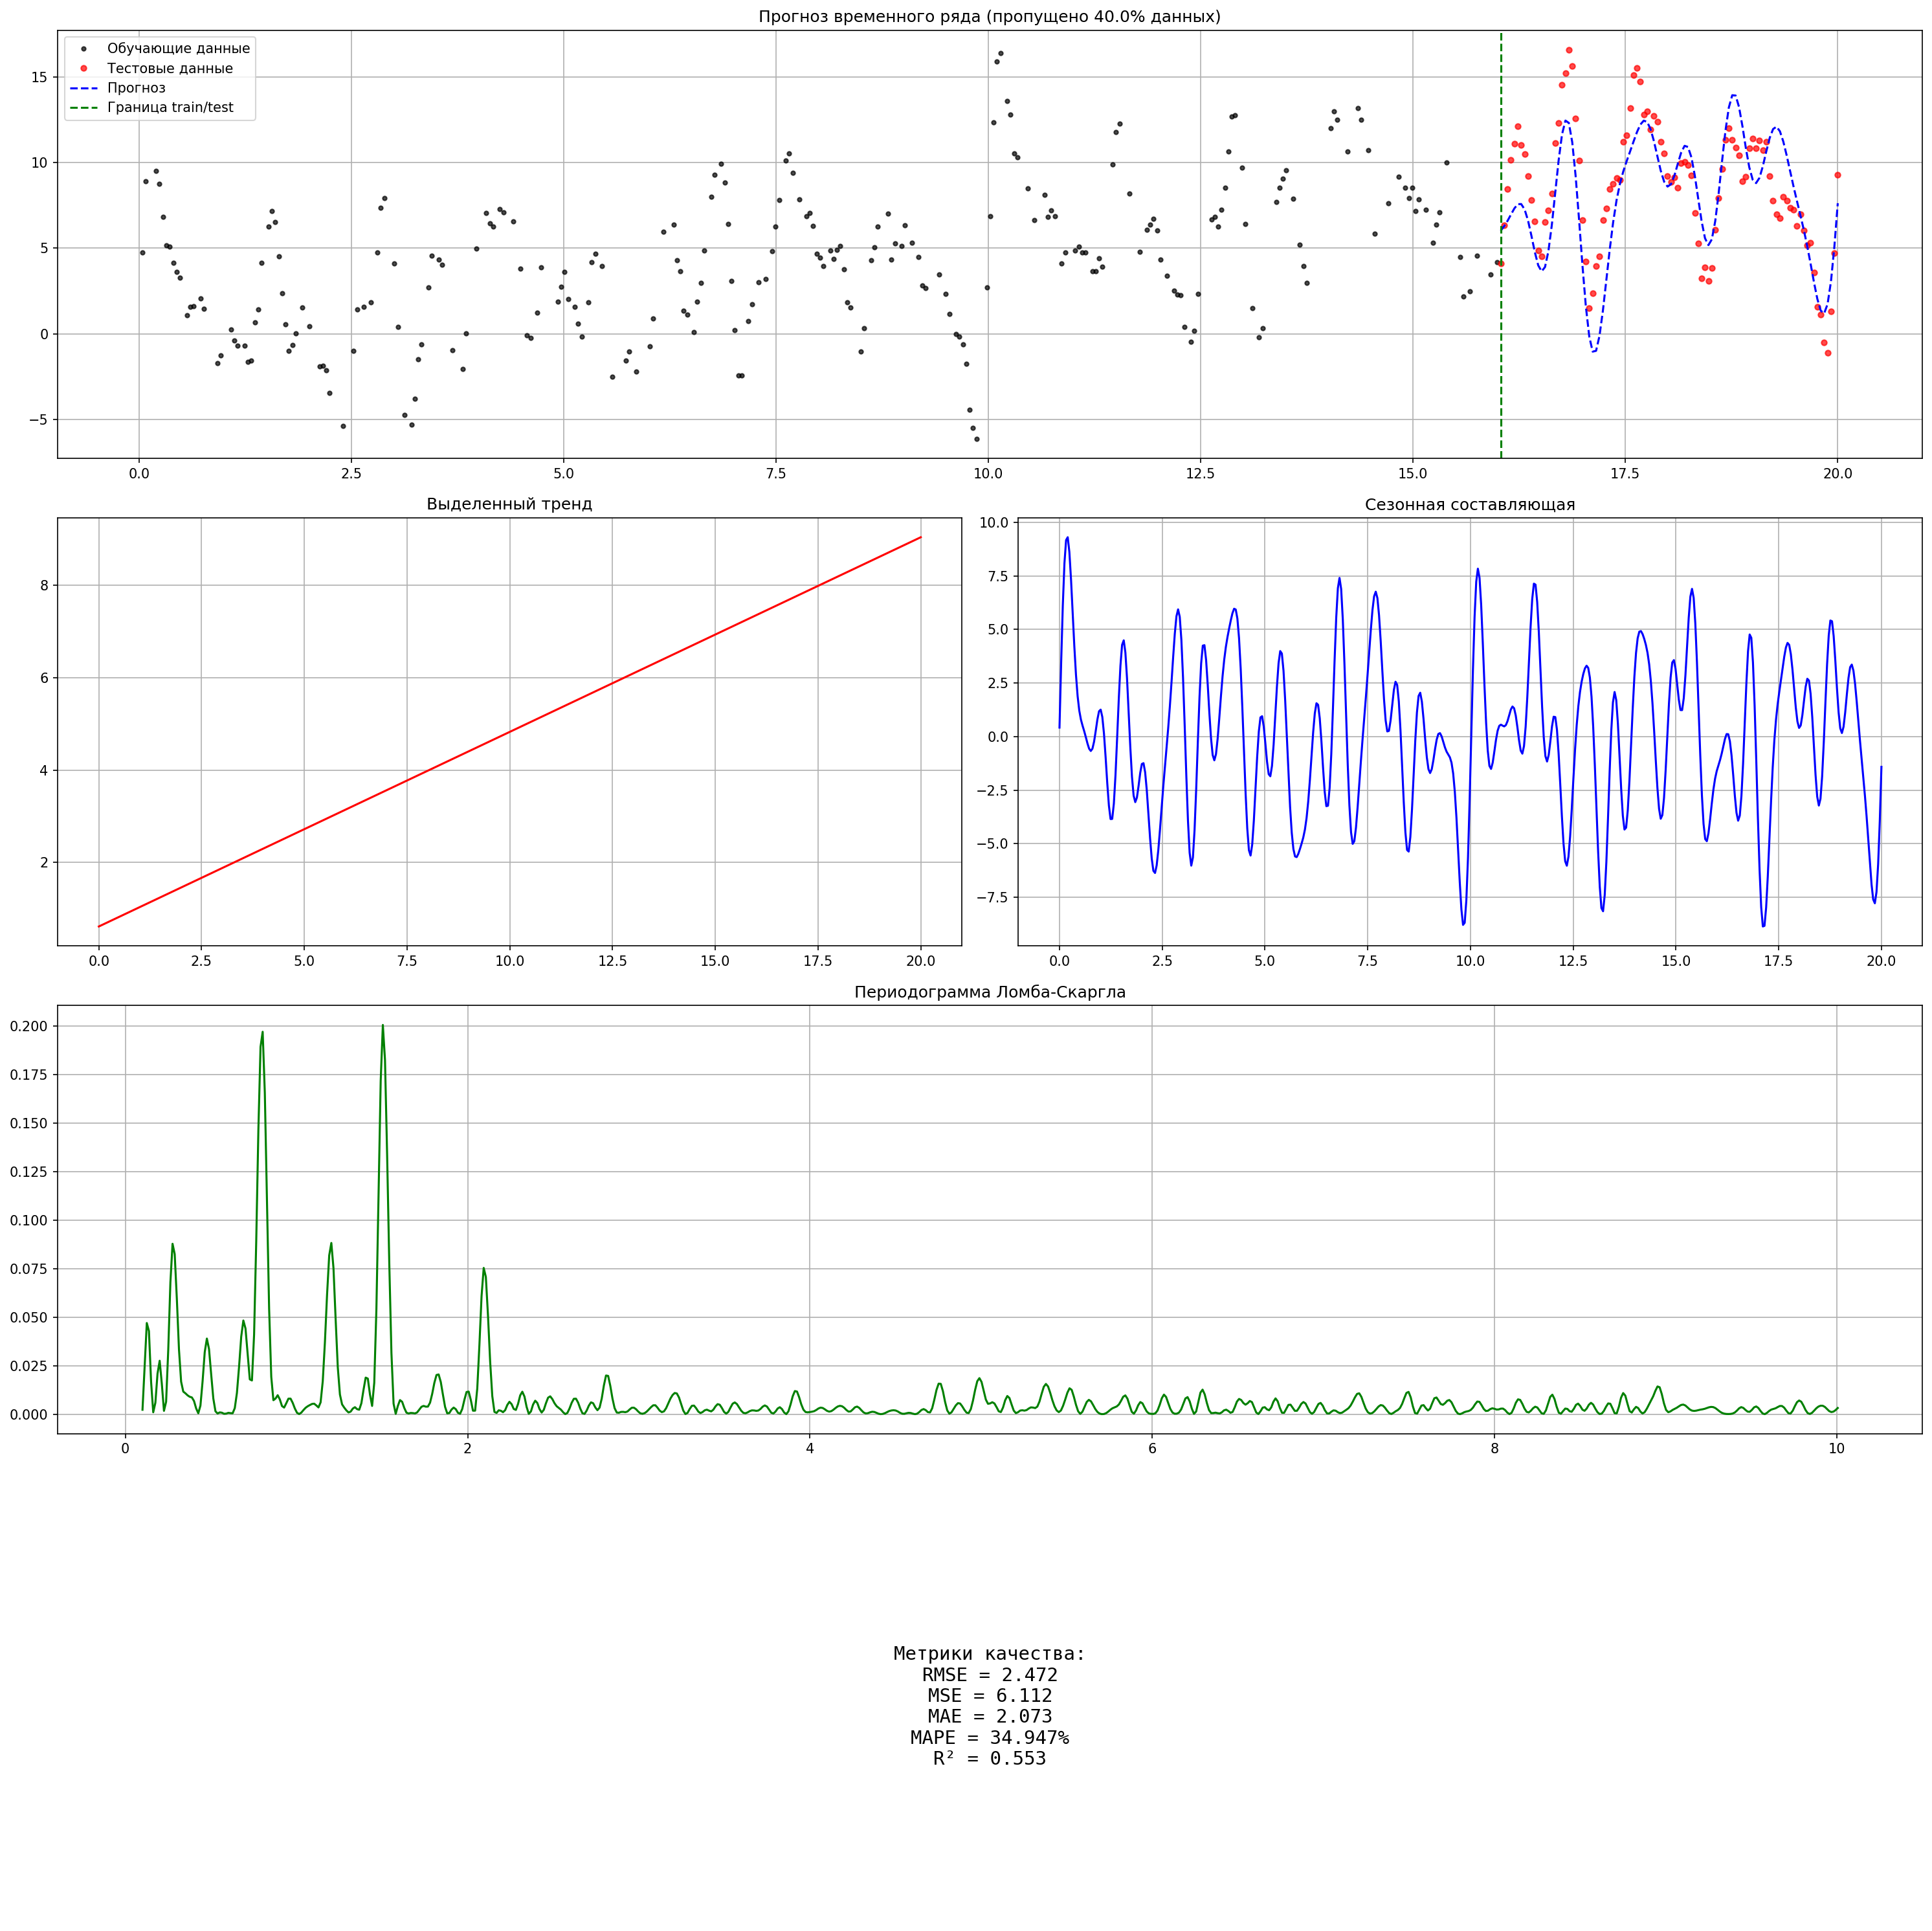 Прогноз временного ряда (пропущено 40.0% данных)
Обучающие данные
Тестовые данные
Прогноз
Граница train/test
15
10
5
0
−5
0.0 2.5 5.0 7.5 10.0 12.5 15.0 17.5 20.0
Выделенный тренд
8
6
4
2
0.0 2.5 5.0 7.5 10.0 12.5 15.0 17.5 20.0
Сезонная составляющая
10.0
7.5
5.0
2.5
0.0
−2.5
−5.0
−7.5
0.0 2.5 5.0 7.5 10.0 12.5 15.0 17.5 20.0
Периодограмма Ломба-Скаргла
0.200
0.175
0.150
0.125
0.100
0.075
0.050
0.025
0.000
0 2 4 6 8 10
Метрики качества:
RMSE = 2.472
MSE = 6.112
MAE = 2.073
MAPE = 34.947%
R² = 0.553